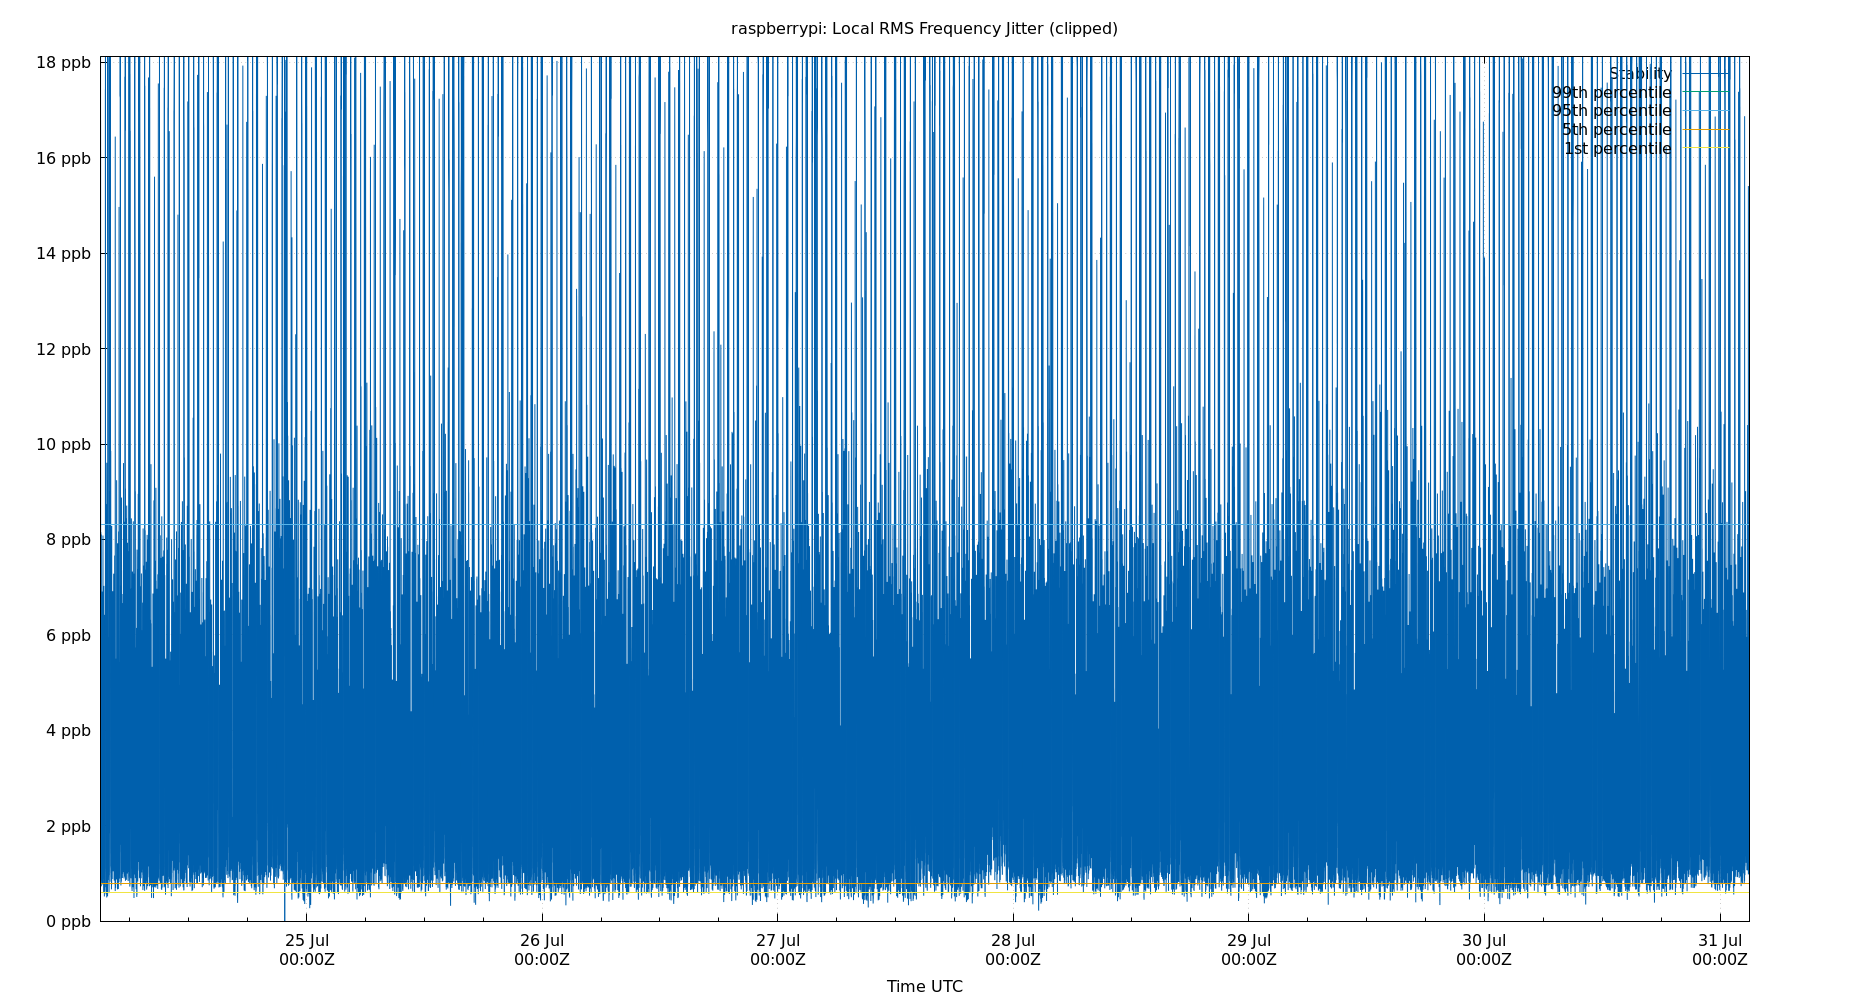 raspberrypi: Local RMS Frequency Jitter (clipped)
18 ppb
16 ppb
14 ppb
12 ppb
10 ppb
8 ppb
6 ppb
4 ppb
2 ppb
0 ppb
Stability
99th percentile
95th percentile
5th percentile
1st percentile
25 Jul
00:00Z
26 Jul
00:00Z
27 Jul
00:00Z
28 Jul
00:00Z
29 Jul
00:00Z
30 Jul
00:00Z
31 Jul
00:00Z
Time UTC